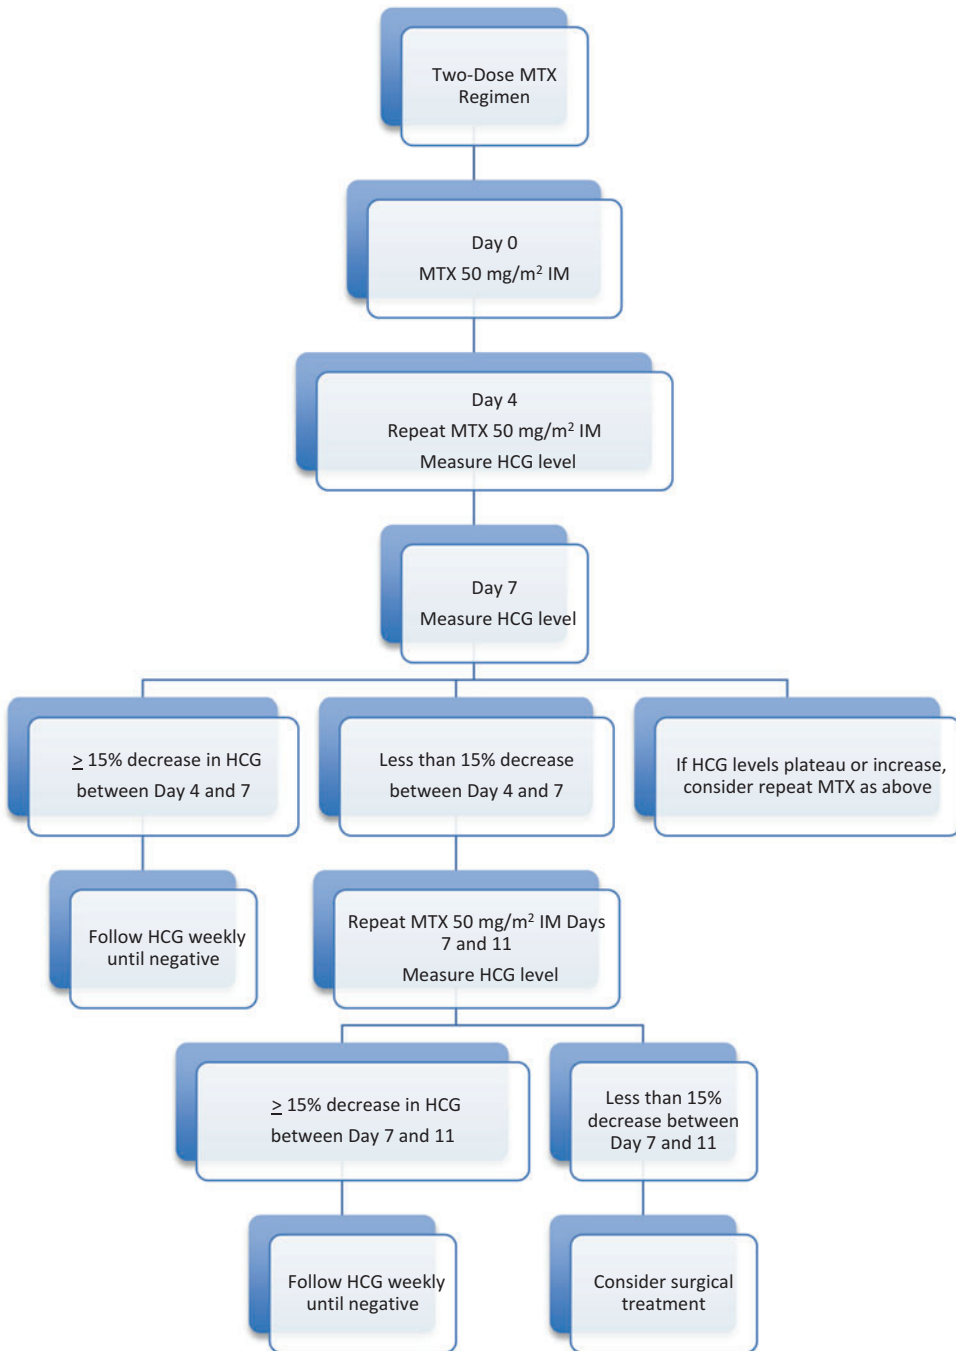 Two-Dose MTX
Regimen
Day 0
MTX 50 mg/m² IM
Day 4
Repeat MTX 50 mg/m² IM
Measure HCG level
Day 7
Measure HCG level
≥ 15% decrease in HCG
between Day 4 and 7
Less than 15% decrease
between Day 4 and 7
If HCG levels plateau or increase,
consider repeat MTX as above
Follow HCG weekly
until negative
Repeat MTX 50 mg/m² IM Days
7 and 11
Measure HCG level
≥ 15% decrease in HCG
between Day 7 and 11
Less than 15%
decrease between
Day 7 and 11
Follow HCG weekly
until negative
Consider surgical
treatment